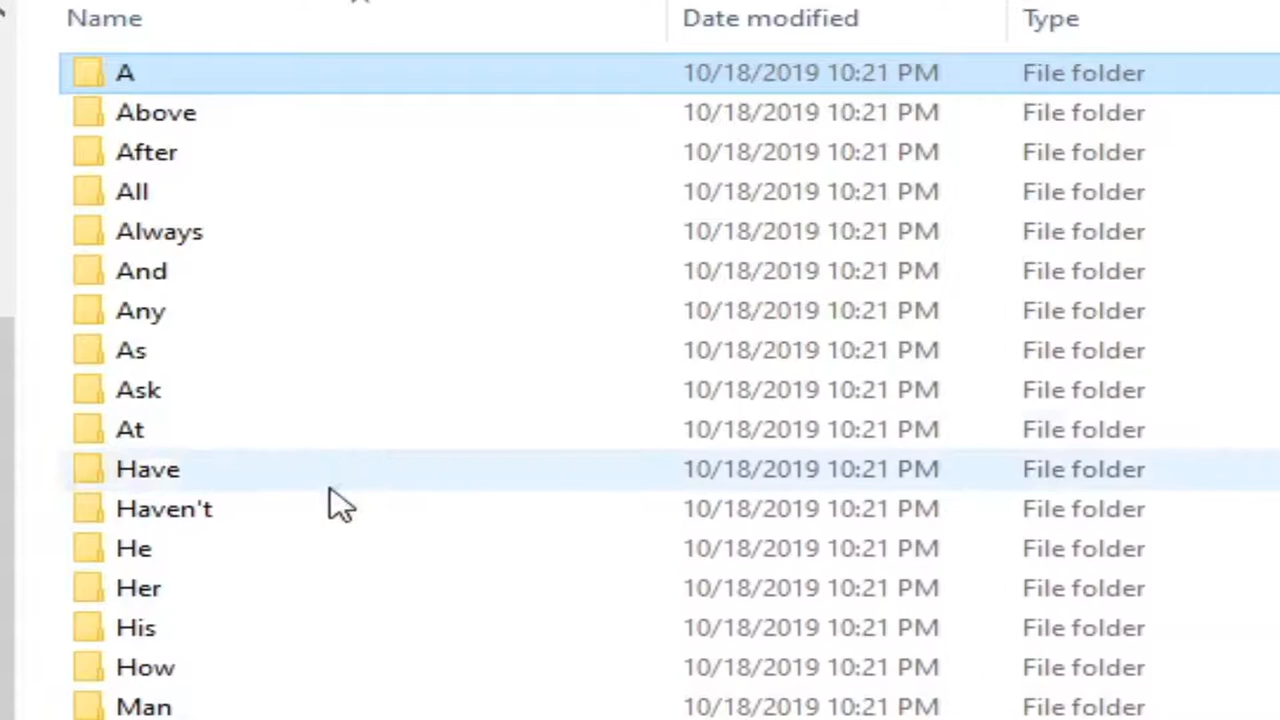 Name Date modified Type
A 10/18/2019 10:21 PM File folder
Above 10/18/2019 10:21 PM File folder
After 10/18/2019 10:21 PM File folder
All 10/18/2019 10:21 PM File folder
Always 10/18/2019 10:21 PM File folder
And 10/18/2019 10:21 PM File folder
Any 10/18/2019 10:21 PM File folder
As 10/18/2019 10:21 PM File folder
Ask 10/18/2019 10:21 PM File folder
At 10/18/2019 10:21 PM File folder
Have 10/18/2019 10:21 PM File folder
Haven't 10/18/2019 10:21 PM File folder
He 10/18/2019 10:21 PM File folder
Her 10/18/2019 10:21 PM File folder
His 10/18/2019 10:21 PM File folder
How 10/18/2019 10:21 PM File folder
Man 10/18/2019 10:21 PM File folder